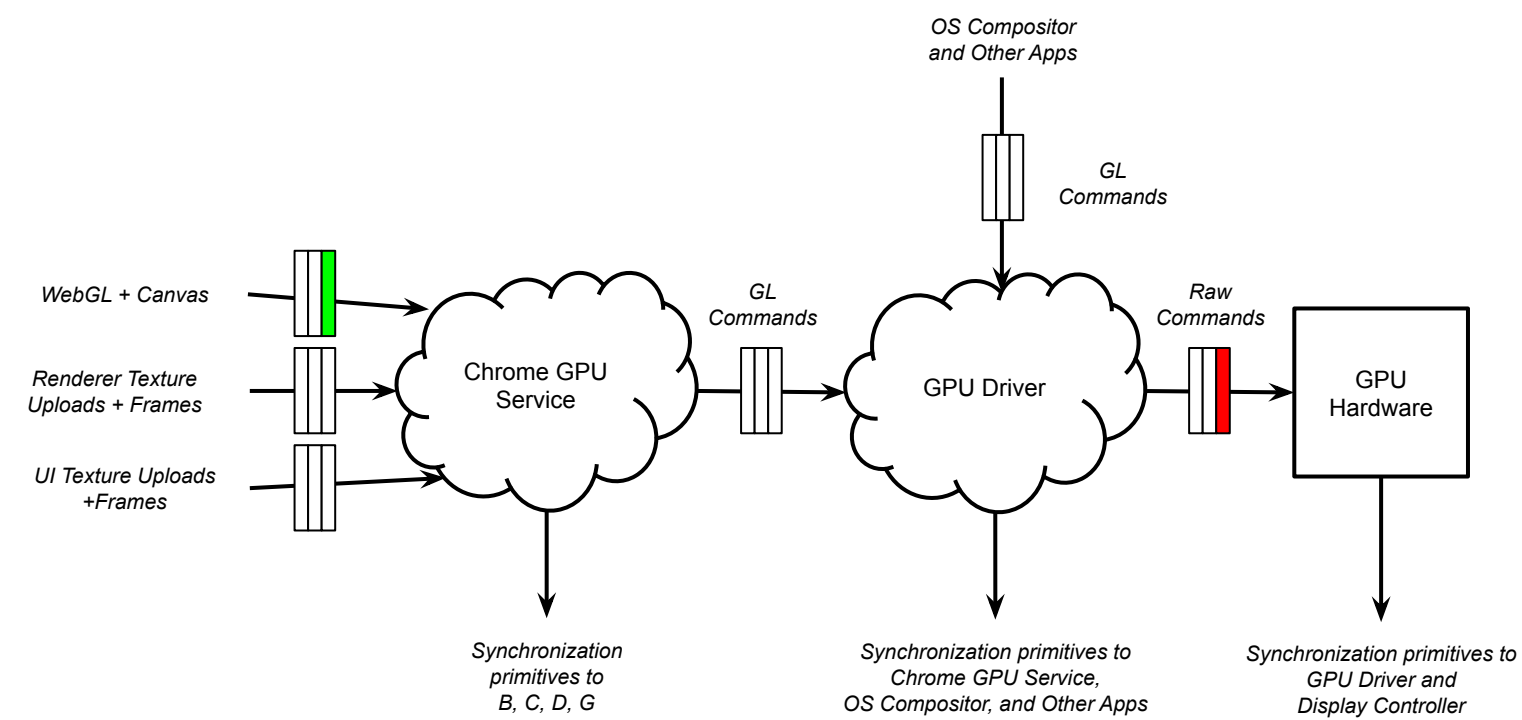 OS Compositor
and Other Apps
GL
Commands
WebGL + Canvas
Renderer Texture
Uploads + Frames
UI Texture Uploads
+Frames
Chrome GPU
Service
GL
Commands
GPU Driver
Raw
Commands
GPU
Hardware
Synchronization
primitives to
B, C, D, G
Synchronization primitives to
Chrome GPU Service,
OS Compositor, and Other Apps
Synchronization primitives to
GPU Driver and
Display Controller